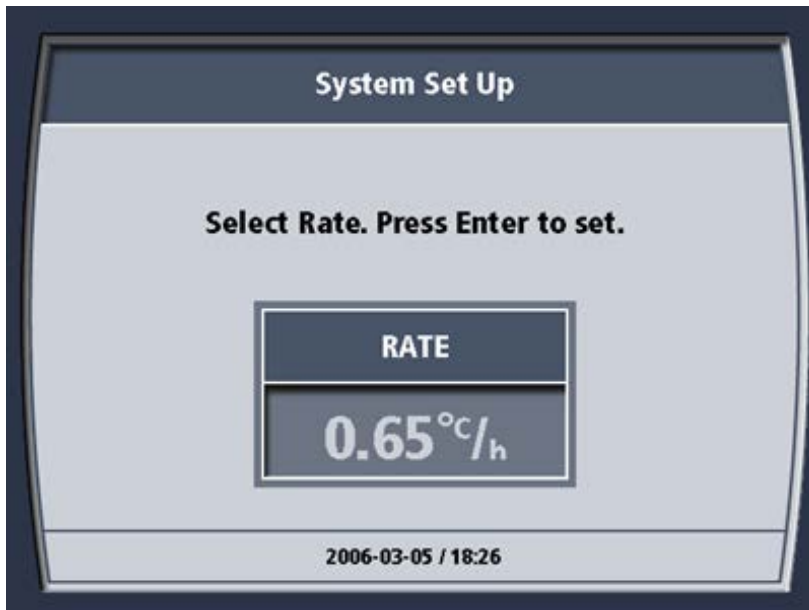 System Set Up
Select Rate. Press Enter to set.
RATE
0.65°C/h
2006-03-05 / 18:26